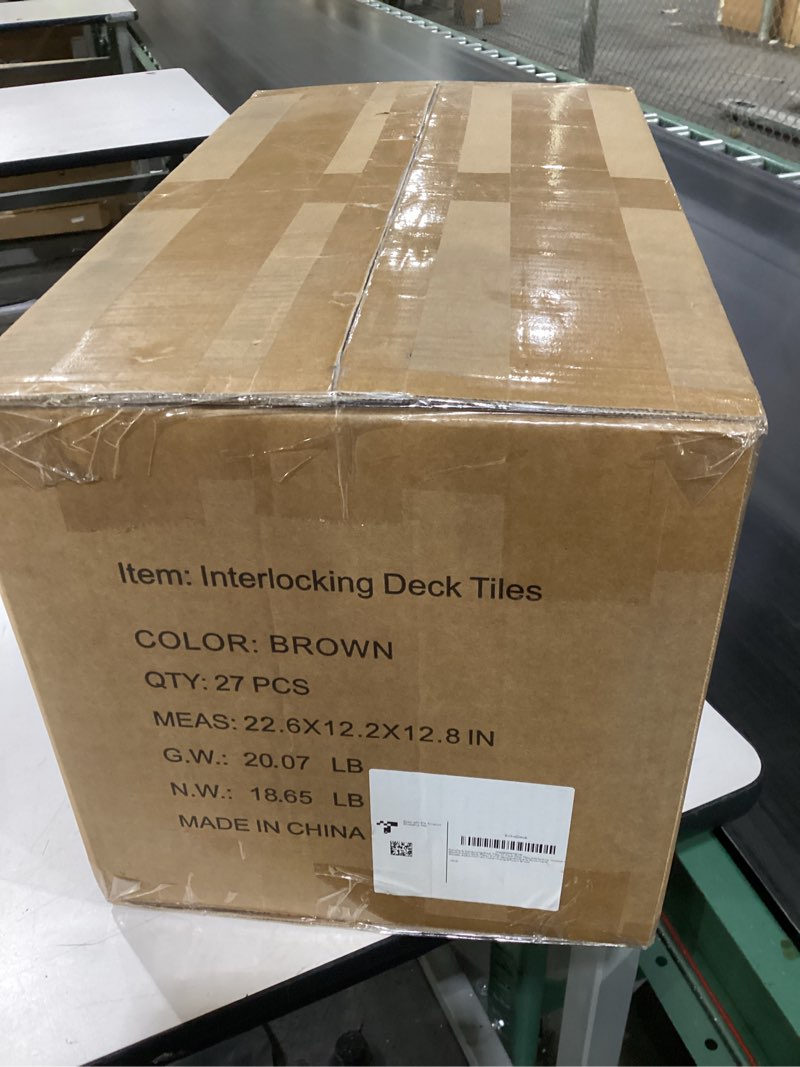 Item: Interlocking Deck Tiles
COLOR: BROWN
QTY: 27 PCS
MEAS: 22.6X12.2X12.8 IN
G.W.: 20.07 LB
N.W.: 18.65 LB
MADE IN CHINA